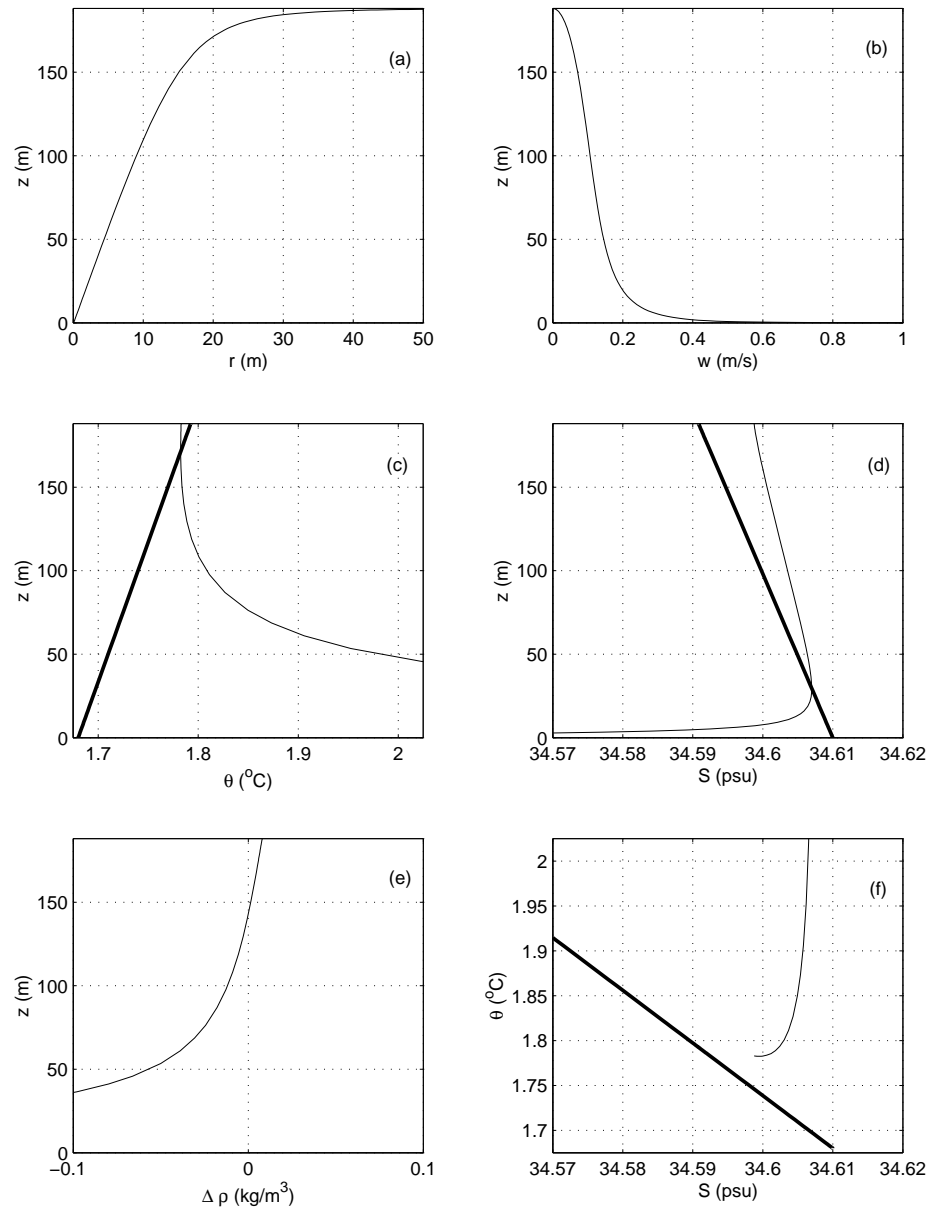 150
100
50
0
z (m)
0 10 20 30 40 50
r (m)
(a)
150
100
50
0
z (m)
0 0.2 0.4 0.6 0.8 1
w (m/s)
(b)
150
100
50
0
z (m)
1.7 1.8 1.9 2
θ (°C)
(c)
150
100
50
0
z (m)
34.57 34.58 34.59 34.6 34.61 34.62
S (psu)
(d)
150
100
50
0
z (m)
−0.1 0 0.1
Δ ρ (kg/m³)
(e)
2
1.95
1.9
1.85
1.8
1.75
1.7
θ (°C)
34.57 34.58 34.59 34.6 34.61 34.62
S (psu)
(f)